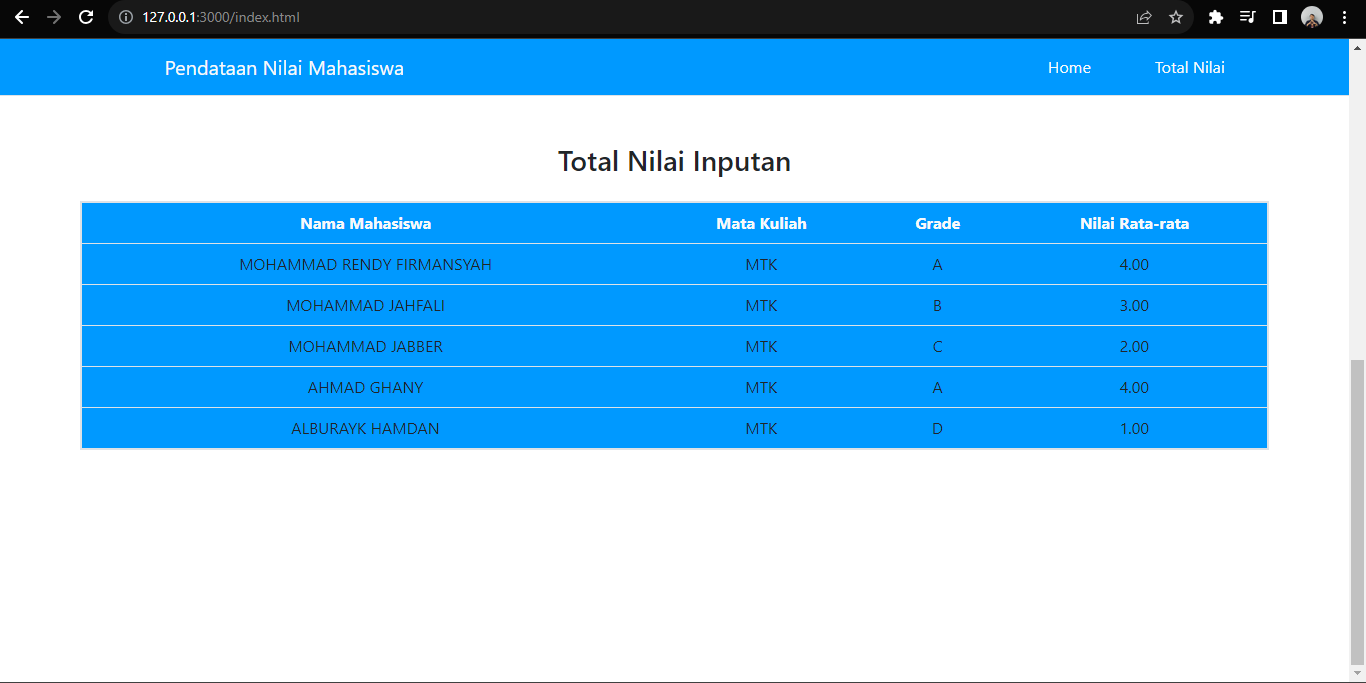 127.0.0.1:3000/index.html
Pendataan Nilai Mahasiswa Home Total Nilai
Total Nilai Inputan
Nama Mahasiswa Mata Kuliah Grade Nilai Rata-rata
MOHAMMAD RENDY FIRMANSYAH MTK A 4.00
MOHAMMAD JAHFALI MTK B 3.00
MOHAMMAD JABBER MTK C 2.00
AHMAD GHANY MTK A 4.00
ALBURAYK HAMDAN MTK D 1.00